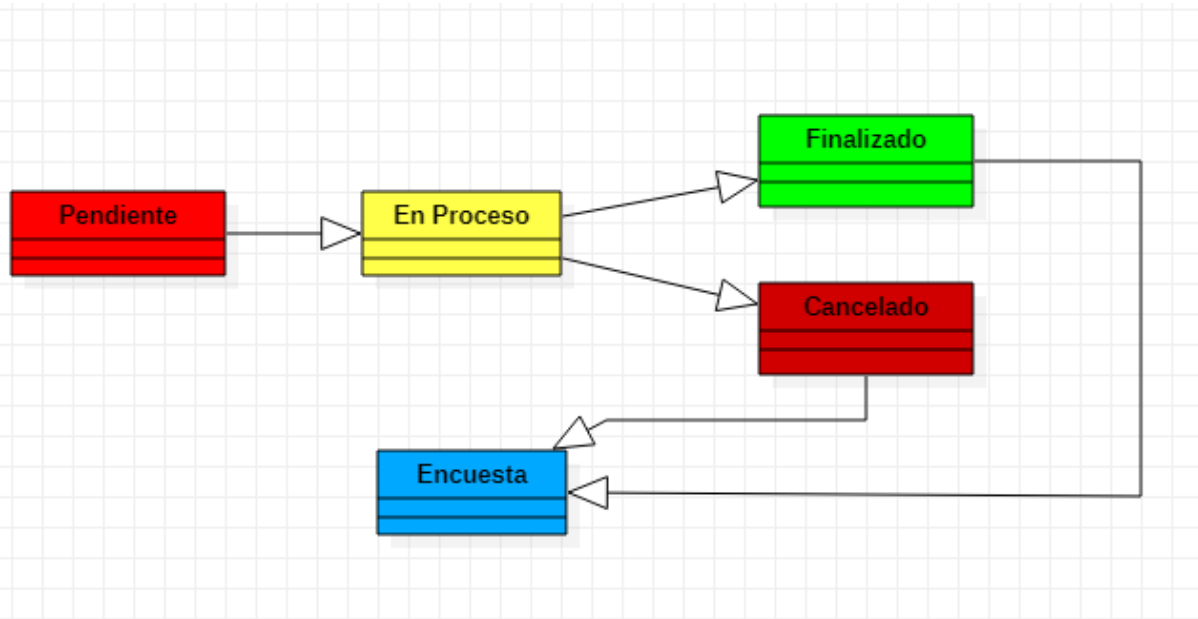 Pendiente
En Proceso
Finalizado
Cancelado
Encuesta